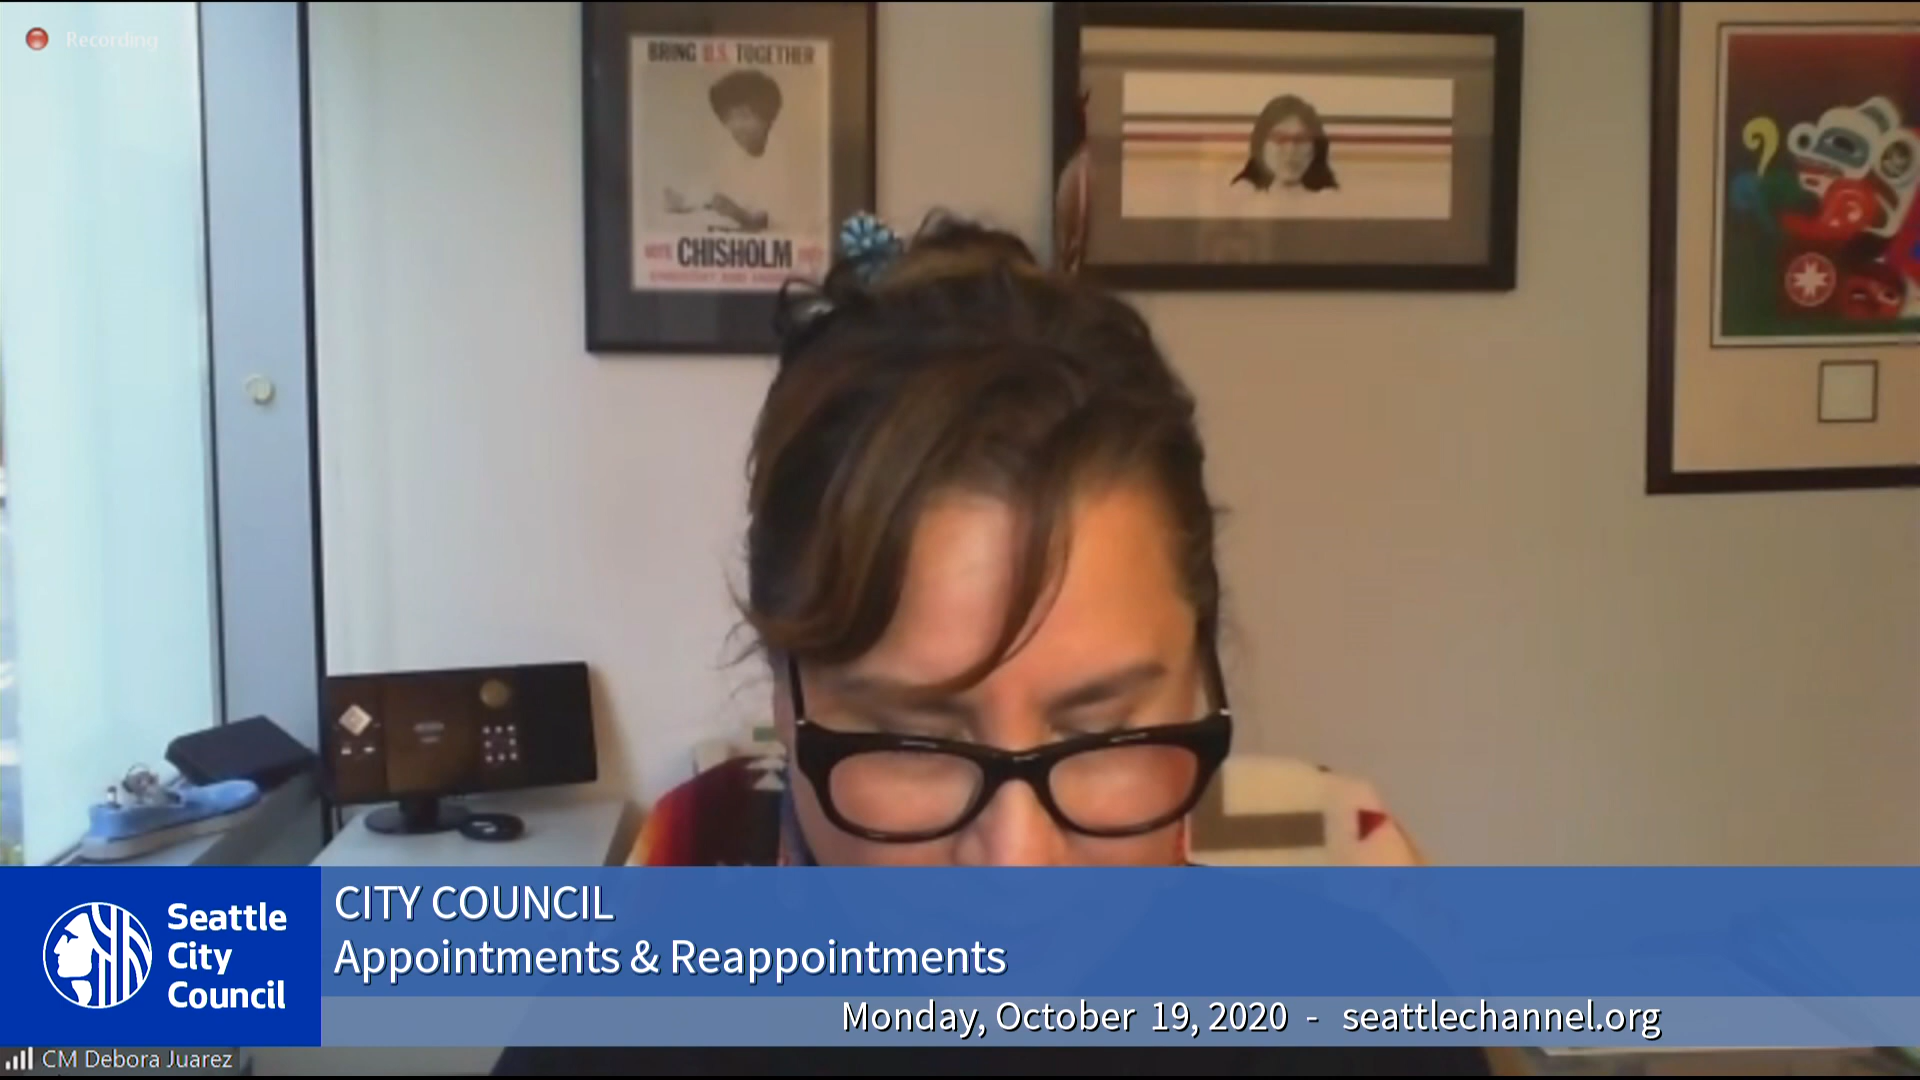 Recording
BRING U.S. TOGETHER
VOTE CHISHOLM
CITY COUNCIL
Appointments & Reappointments
Seattle
City
Council
Monday, October 19, 2020 - seattlechannel.org
CM Debora Juarez